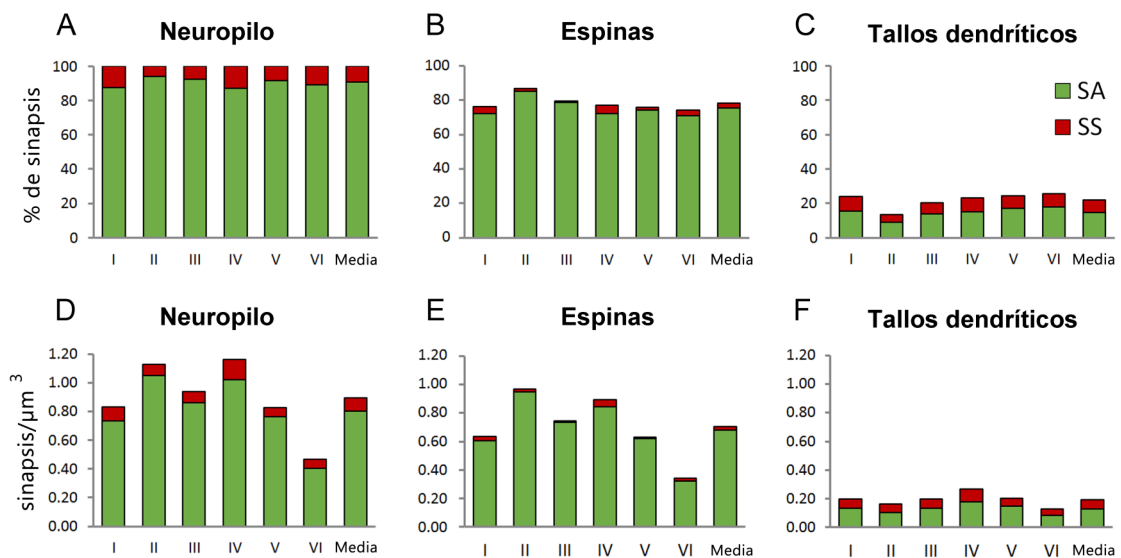 A Neuropilo
B Espinas
C Tallos dendríticos
% de sinapsis
100
80
60
40
20
0
I II III IV V VI Media
100
80
60
40
20
0
I II III IV V VI Media
100
80
60
40
20
0
I II III IV V VI Media
SA
SS
D Neuropilo
E Espinas
F Tallos dendríticos
sinapsis/µm 3
1.20
1.00
0.80
0.60
0.40
0.20
0.00
I II III IV V VI Media
1.20
1.00
0.80
0.60
0.40
0.20
0.00
I II III IV V VI Media
1.20
1.00
0.80
0.60
0.40
0.20
0.00
I II III IV V VI Media